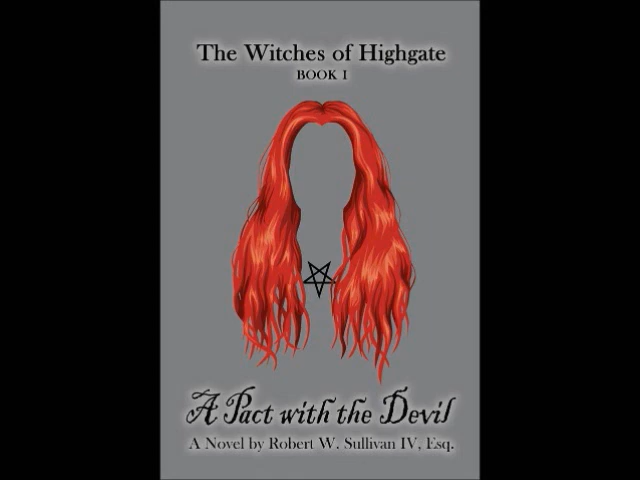 The Witches of Highgate
BOOK I
A Pact with the Devil
A Novel by Robert W. Sullivan IV, Esq.